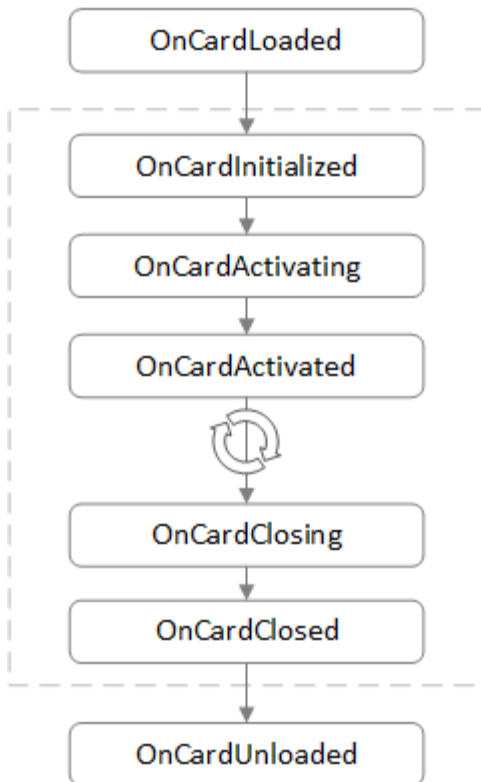 OnCardLoaded
OnCardInitialized
OnCardActivating
OnCardActivated
OnCardClosing
OnCardClosed
OnCardUnloaded